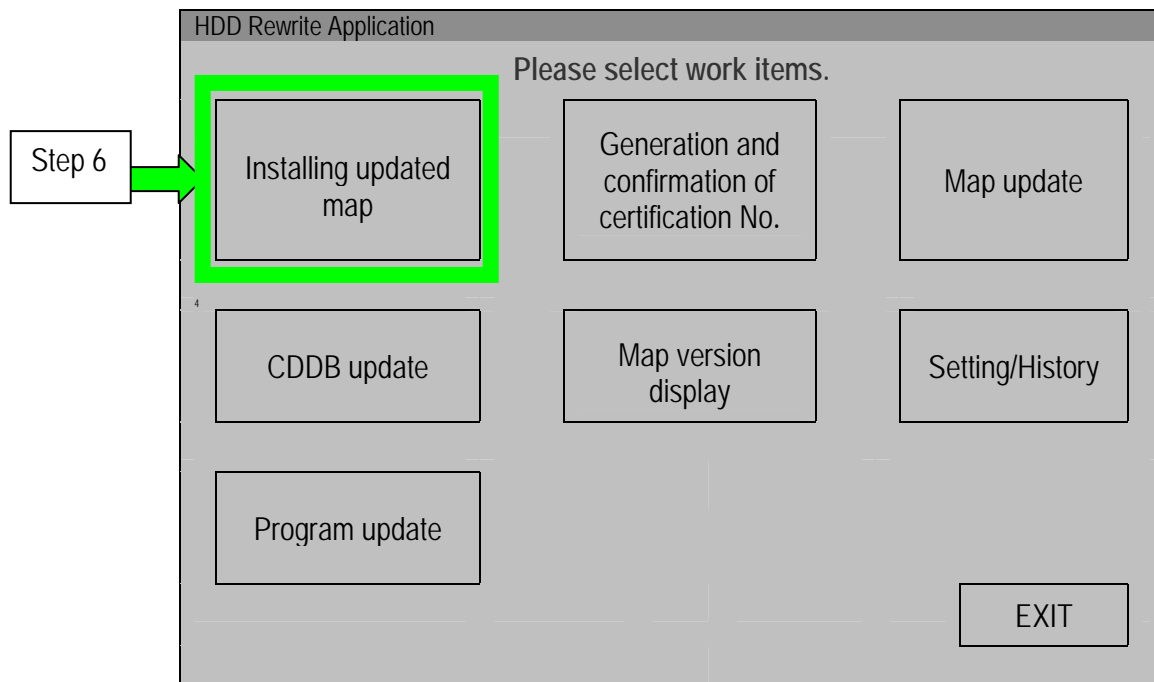 HDD Rewrite Application
Please select work items.
Step 6
Installing updated
map
Generation and
confirmation of
certification No.
Map update
4
CDDB update
Map version
display
Setting/History
Program update
EXIT